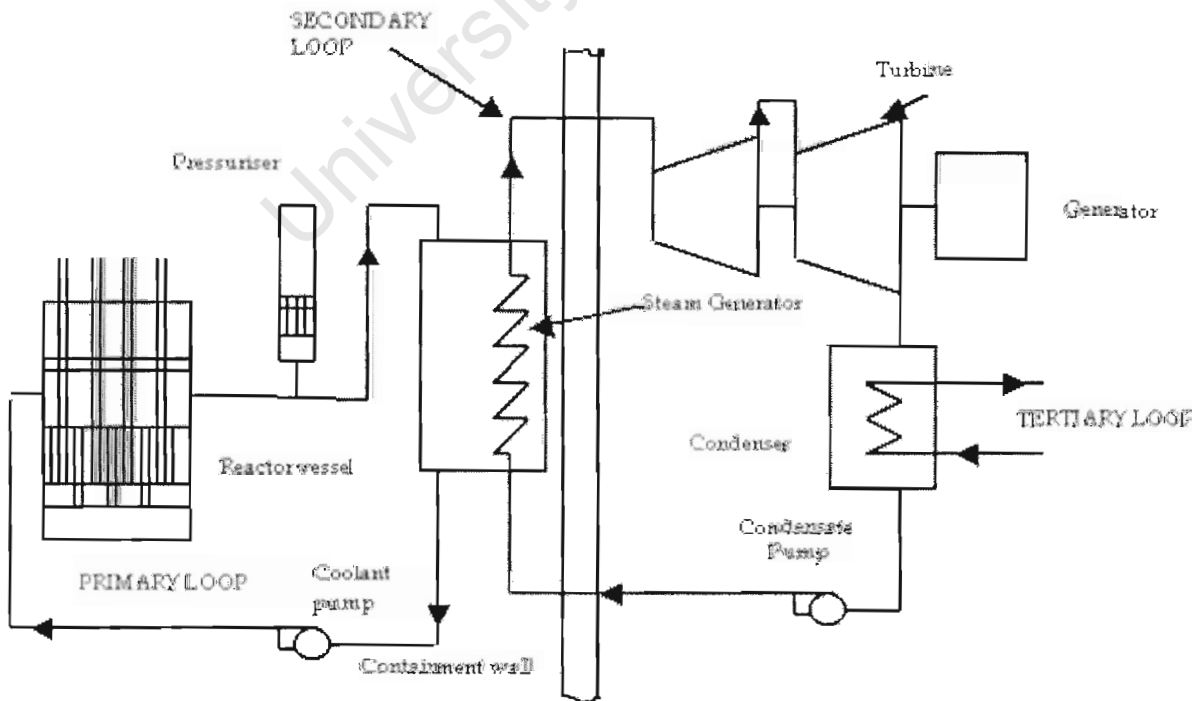 University
SECONDARY
LOOP
Turbine
Pressuriser
Generator
Steam Generator
TERTIARY LOOP
Condenser
Reactor vessel
Condensate
Pump
PRIMARY LOOP
Coolant
pump
Containment wall